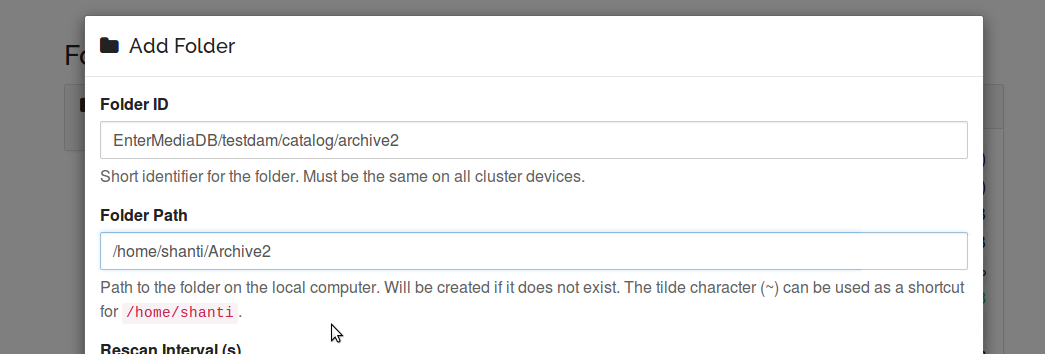 Fo
Add Folder
Folder ID
EnterMediaDB/testdam/catalog/archive2
Short identifier for the folder. Must be the same on all cluster devices.
Folder Path
/home/shanti/Archive2
Path to the folder on the local computer. Will be created if it does not exist. The tilde character (~) can be used as a shortcut
for /home/shanti.
Rescan Interval (s)